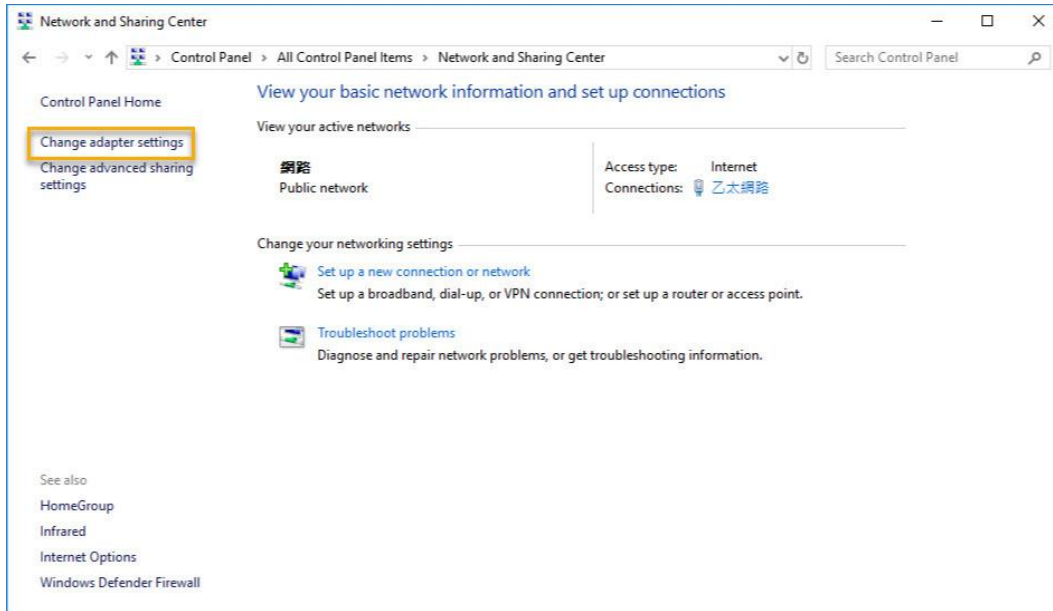 Network and Sharing Center
Control Panel > All Control Panel Items > Network and Sharing Center
Search Control Panel
Control Panel Home
Change adapter settings
Change advanced sharing
settings
View your basic network information and set up connections
View your active networks
網路
Public network
Access type: Internet
Connections: 乙太網路
Change your networking settings
Set up a new connection or network
Set up a broadband, dial-up, or VPN connection; or set up a router or access point.
Troubleshoot problems
Diagnose and repair network problems, or get troubleshooting information.
See also
HomeGroup
Infrared
Internet Options
Windows Defender Firewall